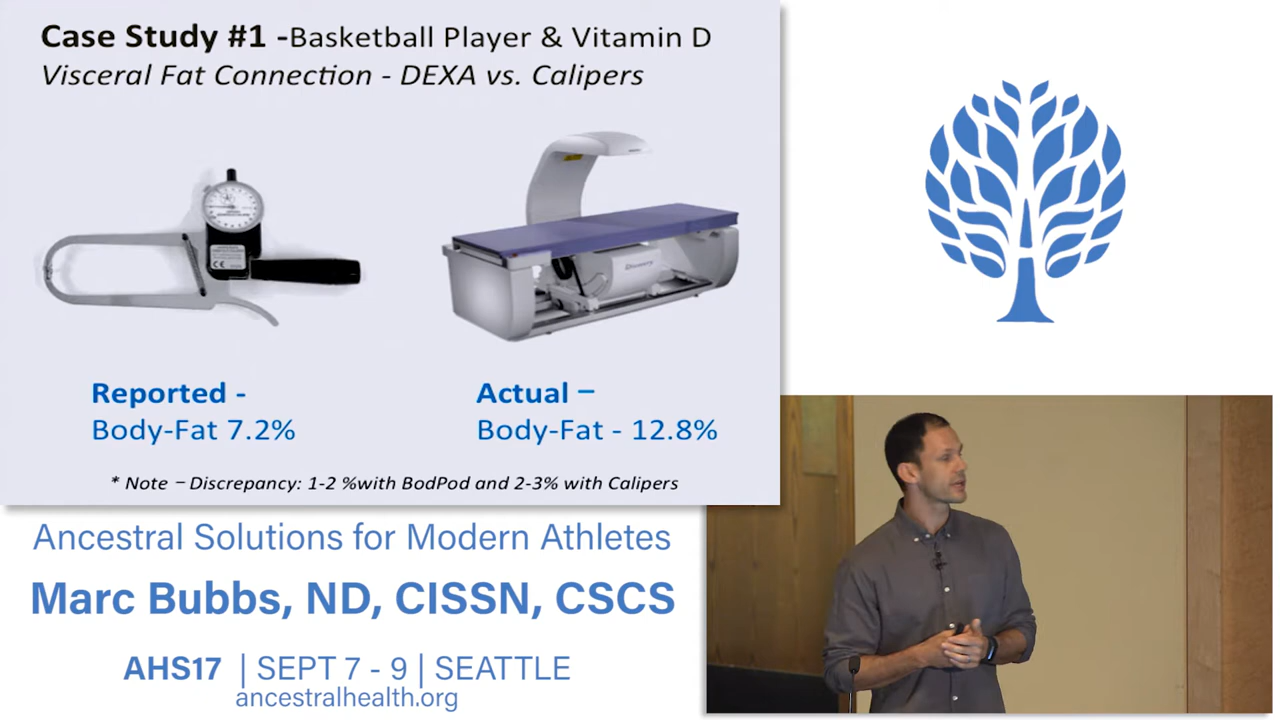 Case Study #1 -Basketball Player & Vitamin D
Visceral Fat Connection - DEXA vs. Calipers
Reported -
Body-Fat 7.2%
Actual –
Body-Fat - 12.8%
* Note – Discrepancy: 1-2 %with BodPod and 2-3% with Calipers
Ancestral Solutions for Modern Athletes
Marc Bubbs, ND, CISSN, CSCS
AHS17 | SEPT 7 - 9 | SEATTLE
ancestralhealth.org